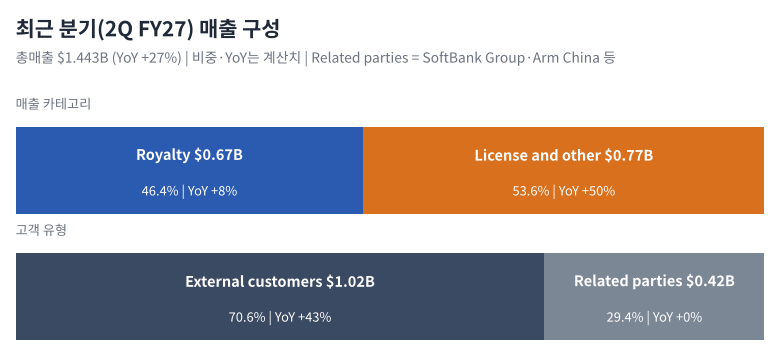 최근 분기(2Q FY27) 매출 구성
총매출 $1.443B (YoY +27%) | 비중·YoY는 계산치 | Related parties = SoftBank Group·Arm China 등
매출 카테고리
Royalty $0.67B
License and other $0.77B
46.4% | YoY +8%
53.6% | YoY +50%
고객 유형
External customers $1.02B
Related parties $0.42B
70.6% | YoY +43%
29.4% | YoY +0%